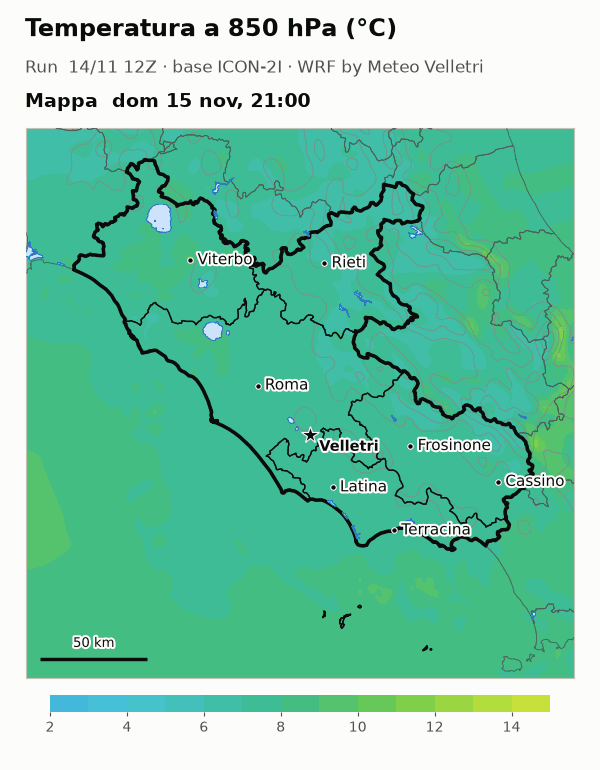 Temperatura a 850 hPa (°C)
Run  14/11 12Z · base ICON-2I · WRF by Meteo Velletri
Mappa  dom 15 nov, 21:00
Viterbo
Rieti
Roma
Velletri
Frosinone
Latina
Cassino
Terracina
50 km
2 4 6 8 10 12 14